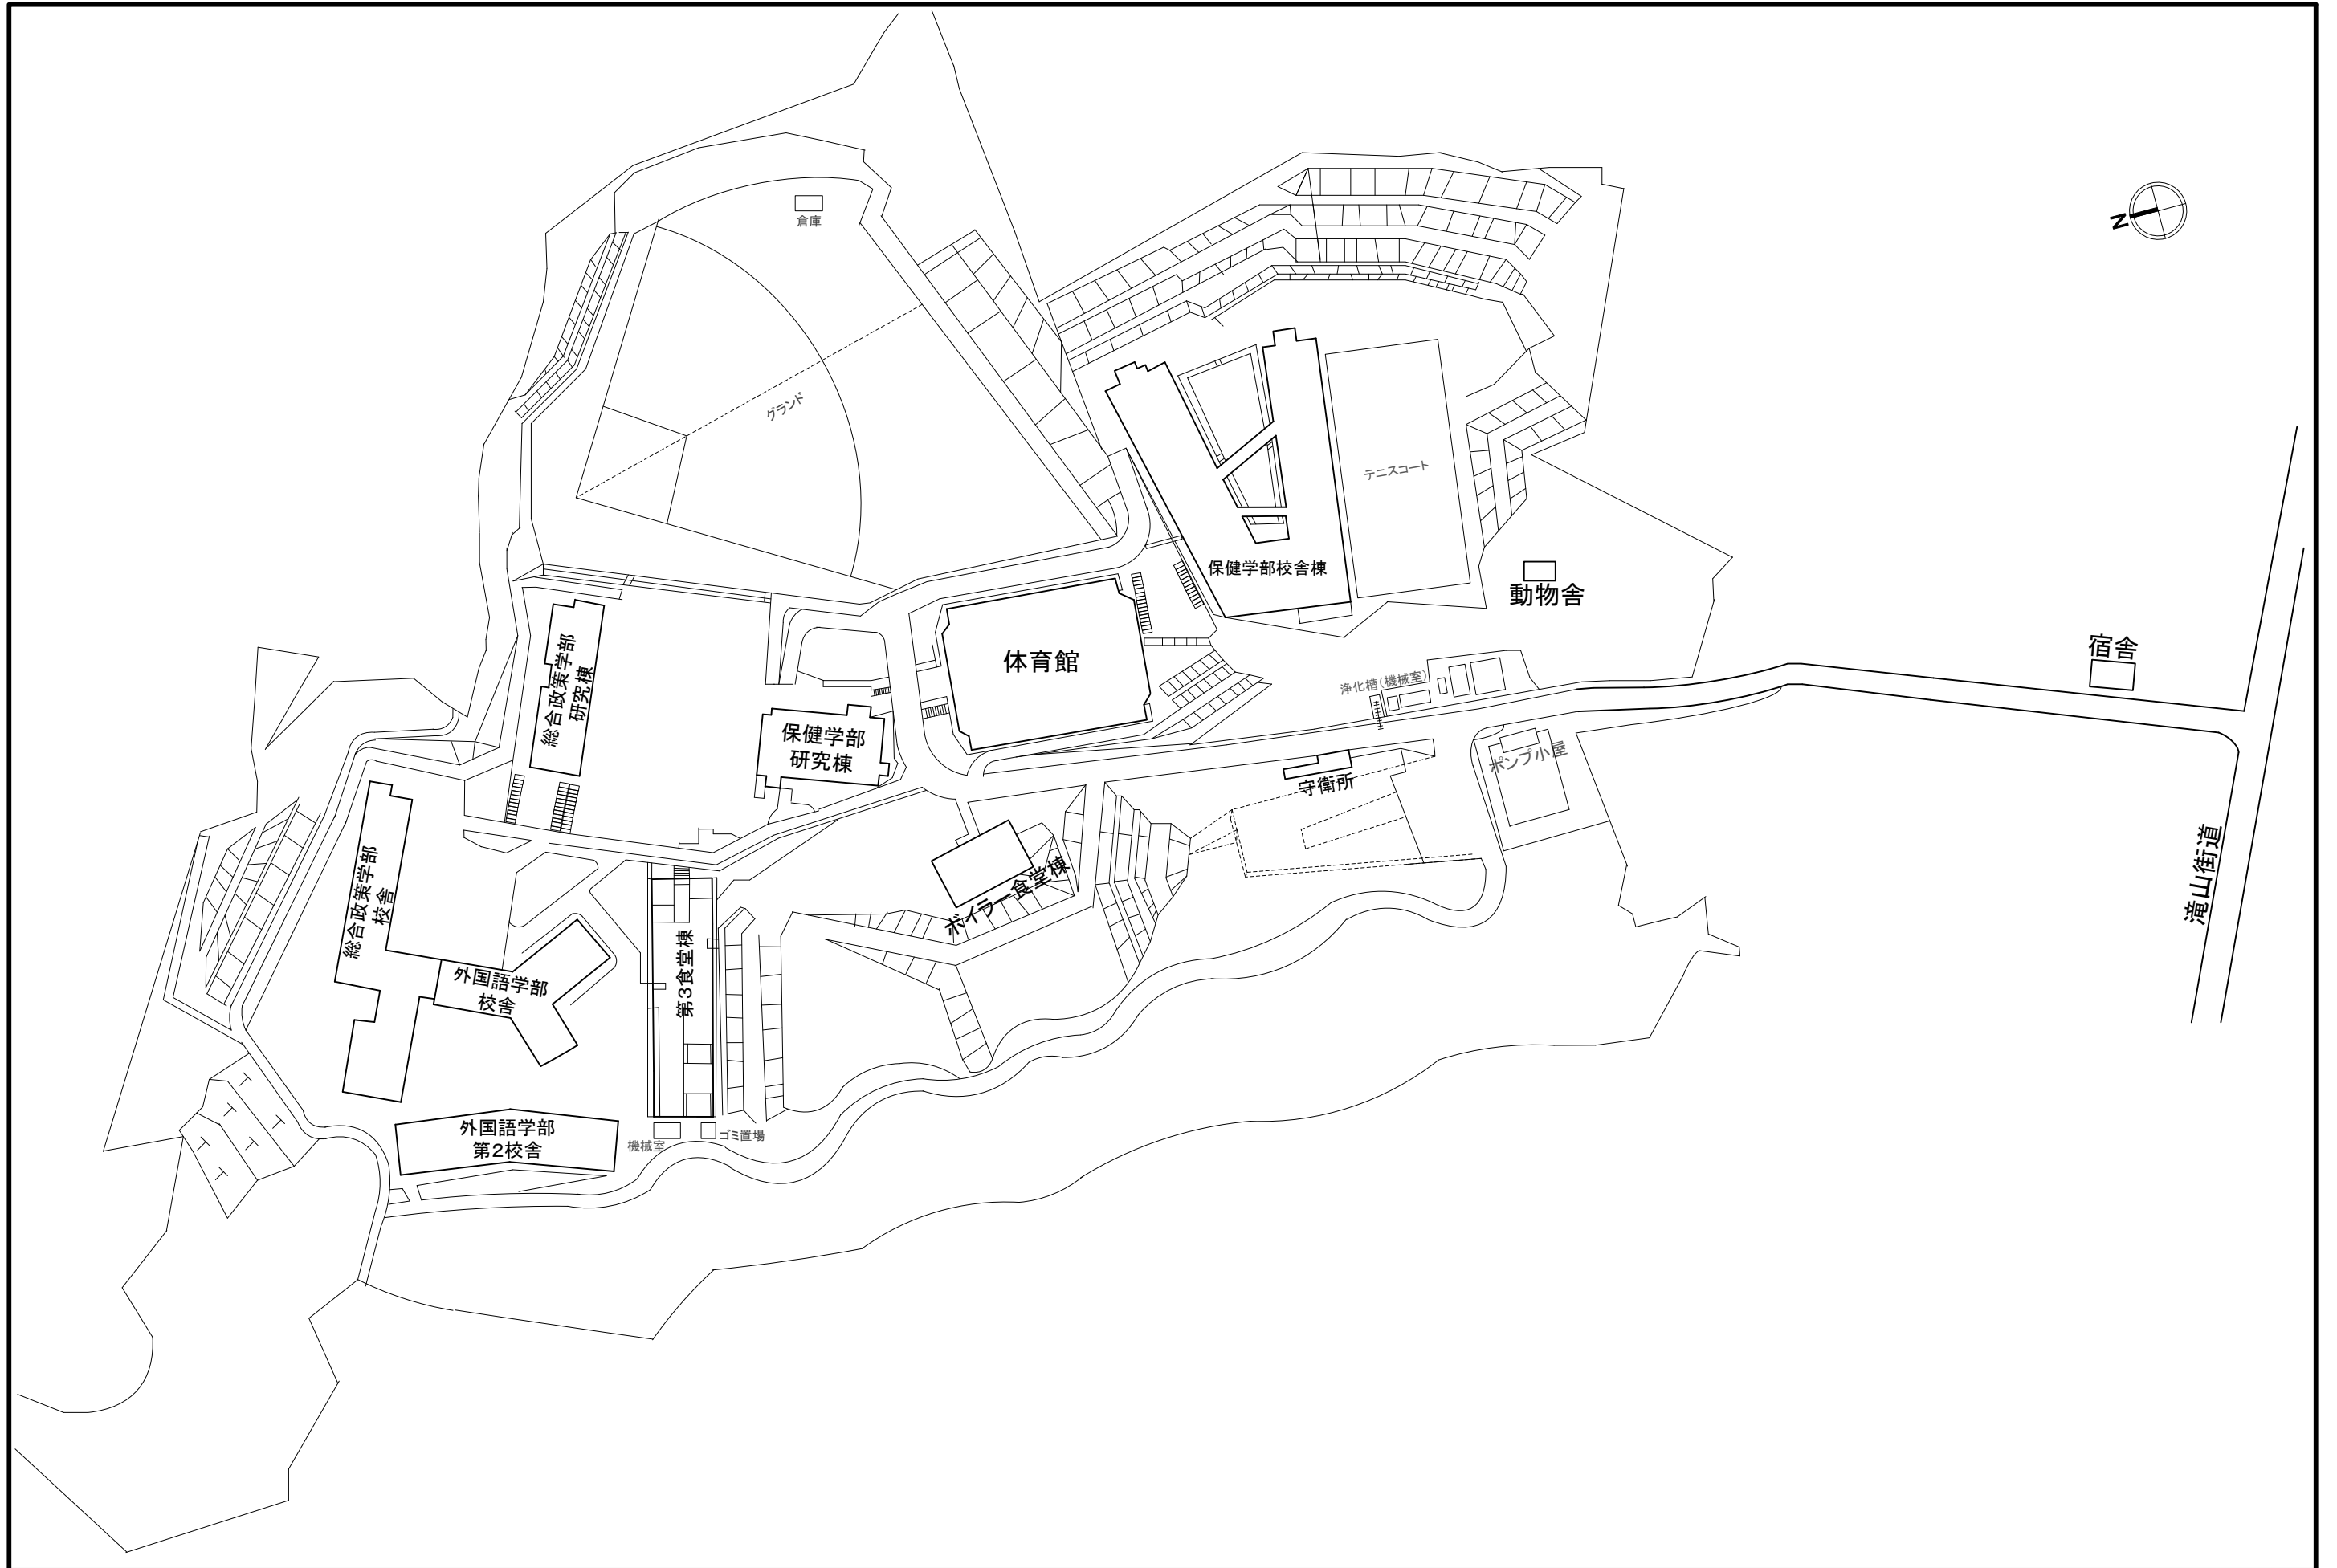 倉庫
N
グランド
テニスコート
保健学部校舎棟
動物舎
宿舎
体育館
総合政策学部
研究棟
浄化槽(機械室)
保健学部
研究棟
ポンプ小屋
守衛所
滝山街道
総合政策学部
校舎
ボイラー食堂棟
第3食堂棟
外国語学部
校舎
外国語学部
第2校舎
機械室
ゴミ置場